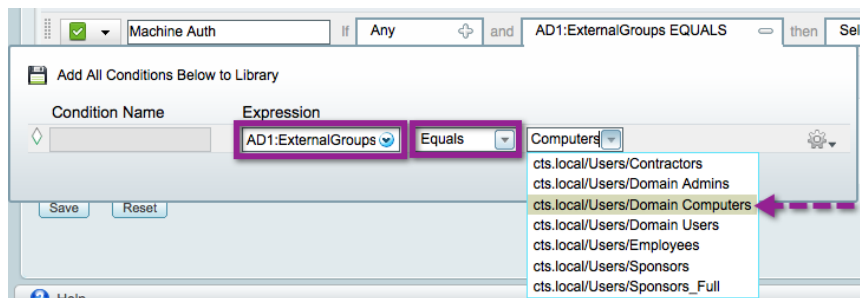 Machine Auth If Any and AD1:ExternalGroups EQUALS then Sel
Add All Conditions Below to Library
Condition Name Expression
AD1:ExternalGroups Equals Computers
cts.local/Users/Contractors
cts.local/Users/Domain Admins
cts.local/Users/Domain Computers
cts.local/Users/Domain Users
cts.local/Users/Employees
cts.local/Users/Sponsors
cts.local/Users/Sponsors_Full
Save Reset
Help